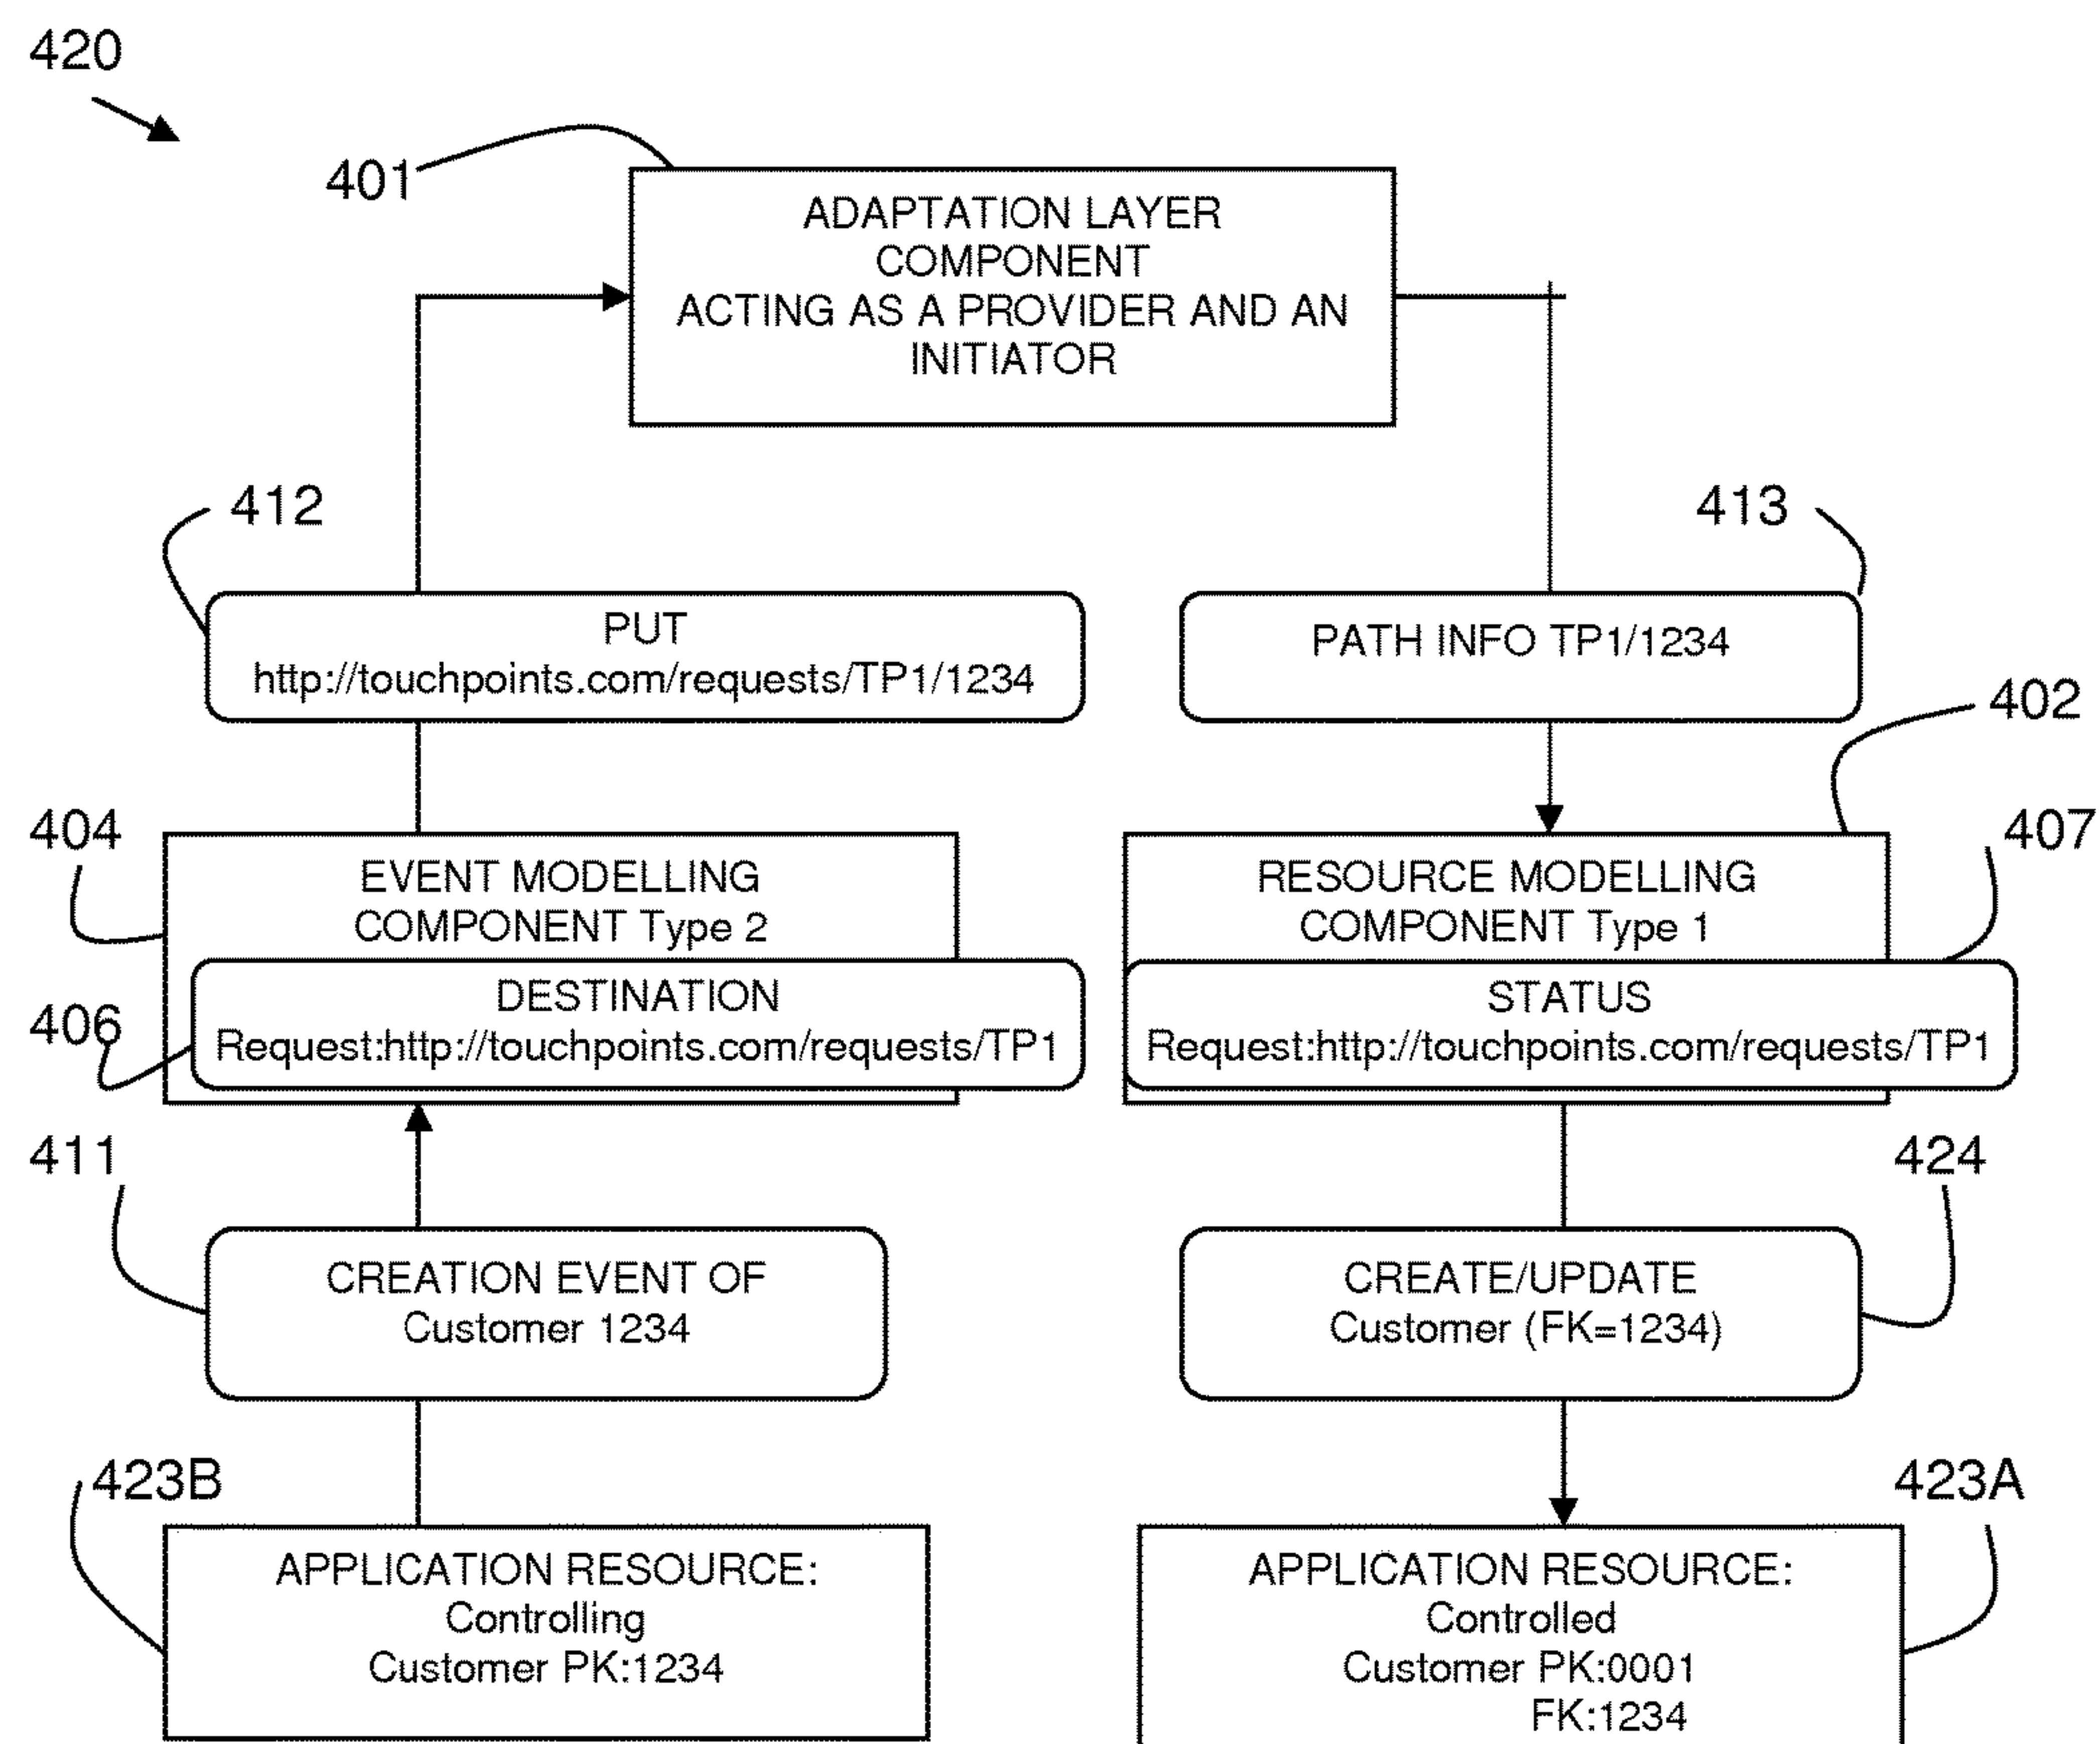 420
401
ADAPTATION LAYER
COMPONENT
ACTING AS A PROVIDER AND AN
INITIATOR
412
413
PUT
http://touchpoints.com/requests/TP1/1234
PATH INFO TP1/1234
402
404
407
EVENT MODELLING
COMPONENT Type 2
RESOURCE MODELLING
COMPONENT Type 1
406
DESTINATION
Request:http://touchpoints.com/requests/TP1
STATUS
Request:http://touchpoints.com/requests/TP1
411
424
CREATION EVENT OF
Customer 1234
CREATE/UPDATE
Customer (FK=1234)
423B
423A
APPLICATION RESOURCE:
Controlling
Customer PK:1234
APPLICATION RESOURCE:
Controlled
Customer PK:0001
FK:1234